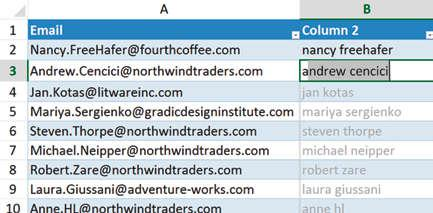 A B
1 Email Column 2
2 Nancy.FreeHafer@fourthcoffee.com nancy freehafer
3 Andrew.Cencici@northwindtraders.com andrew cencici
4 Jan.Kotas@litwareinc.com jan kotas
5 Mariya.Sergienko@gradicdesigninstitute.com mariya sergienko
6 Steven.Thorpe@northwindtraders.com steven thorpe
7 Michael.Neipper@northwindtraders.com michael neipper
8 Robert.Zare@northwindtraders.com robert zare
9 Laura.Giussani@adventure-works.com laura giussani
10 Anne.HL@northwindtraders.com anne hl